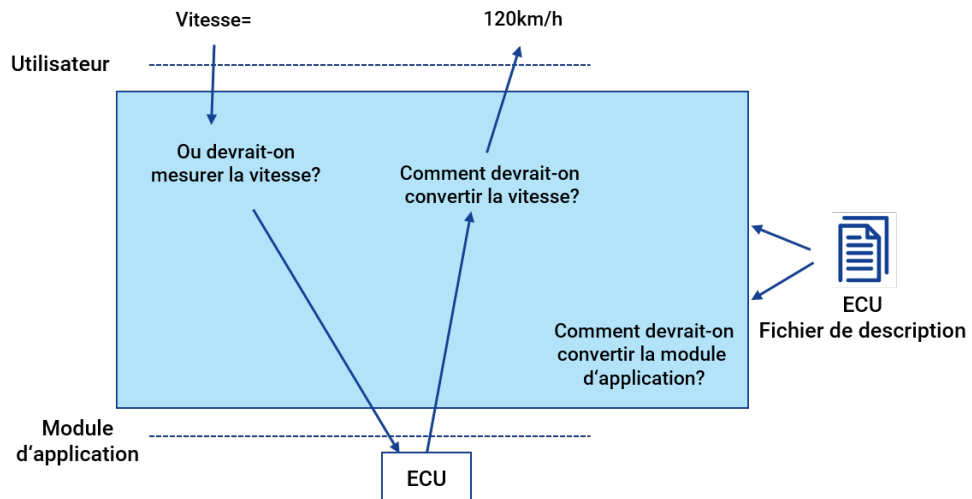 Vitesse=
120km/h
Utilisateur
Ou devrait-on
mesurer la vitesse?
Comment devrait-on
convertir la vitesse?
ECU
Fichier de description
Comment devrait-on
convertir la module
d‘application?
Module
d‘application
ECU